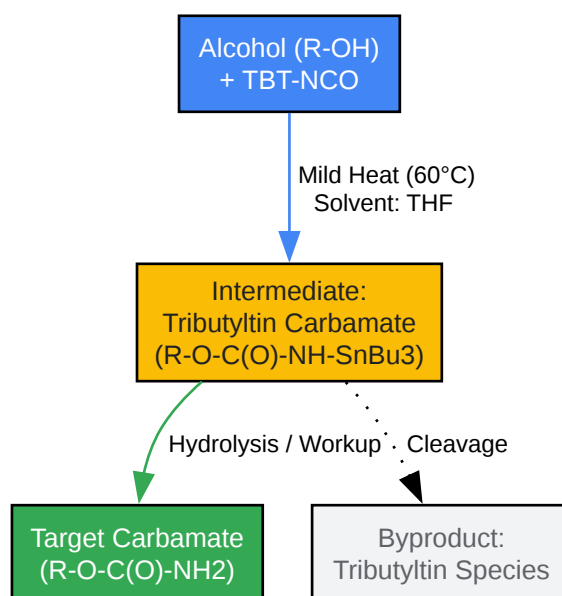 Alcohol (R-OH)
+ TBT-NCO
Mild Heat (60°C)
Solvent: THF
Intermediate:
Tributyltin Carbamate
(R-O-C(O)-NH-SnBu3)
Hydrolysis / Workup
Cleavage
Target Carbamate
(R-O-C(O)-NH2)
Byproduct:
Tributyltin Species